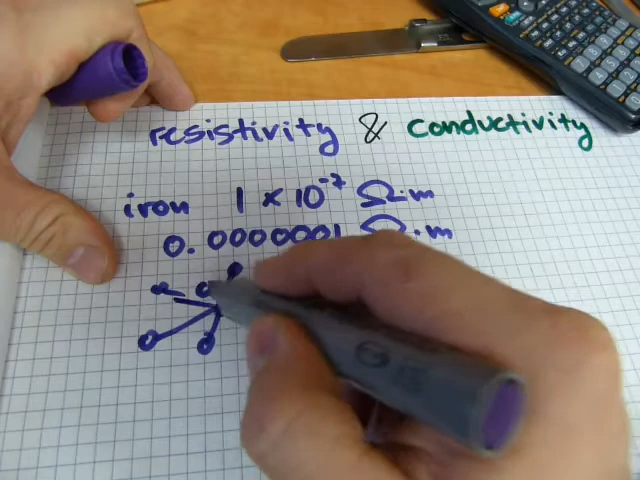 resistivity & conductivity
iron 1 × 10⁻⁷ Ω·m
0.0000001 Ω·m